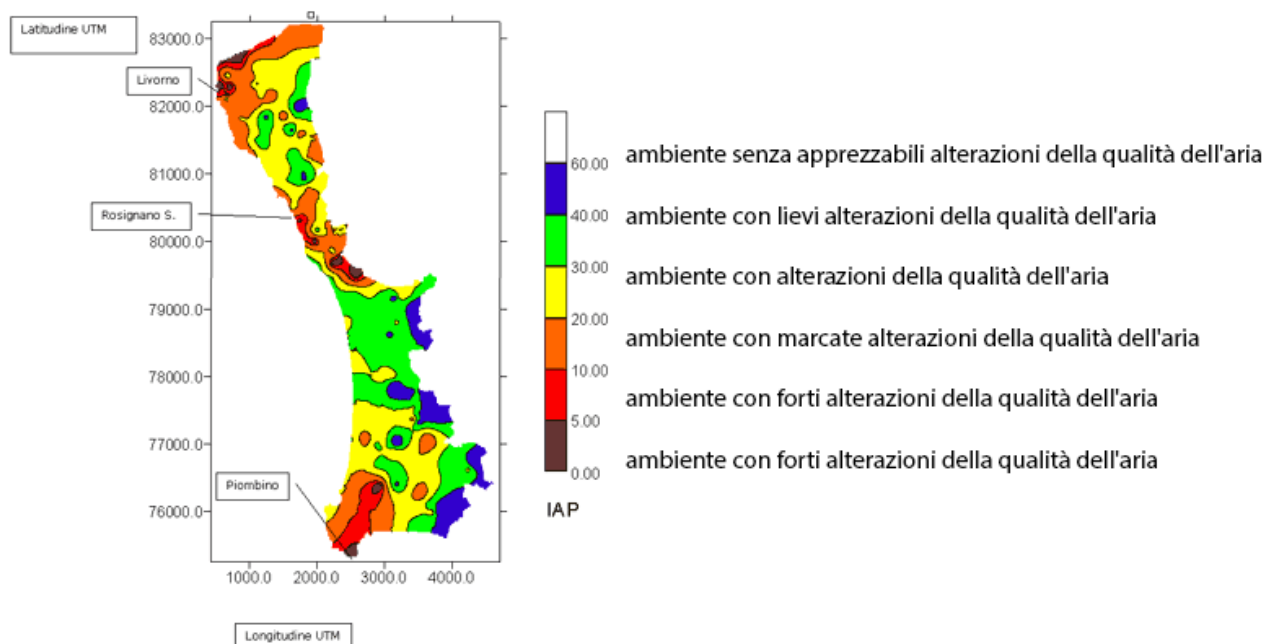 Latitudine UTM
83000.0
Livorno
82000.0
81000.0
Rosignano S.
80000.0
79000.0
78000.0
77000.0
Piombino
76000.0
1000.0 2000.0 3000.0 4000.0
Longitudine UTM
ambiente senza apprezzabili alterazioni della qualità dell'aria
60.00
ambiente con lievi alterazioni della qualità dell'aria
40.00
30.00
ambiente con alterazioni della qualità dell'aria
20.00
ambiente con marcate alterazioni della qualità dell'aria
10.00
ambiente con forti alterazioni della qualità dell'aria
5.00
ambiente con forti alterazioni della qualità dell'aria
0.00
IAP